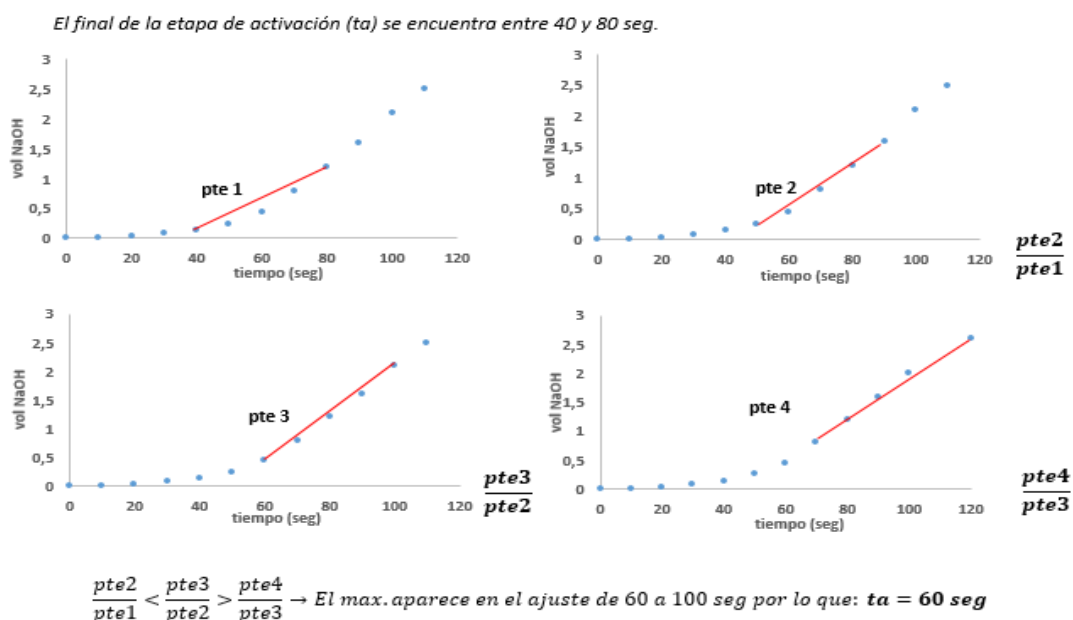 El final de la etapa de activación (ta) se encuentra entre 40 y 80 seg.
3
2,5
2
1,5
1
0,5
0
vol NaOH
pte 1
0 20 40 60 80 100 120
tiempo (seg)
3
2,5
2
1,5
1
0,5
0
vol NaOH
pte 2
0 20 40 60 80 100 120
tiempo (seg)
pte2
pte1
3
2,5
2
1,5
1
0,5
0
vol NaOH
pte 3
0 20 40 60 80 100 120
tiempo (seg)
pte3
pte2
3
2,5
2
1,5
1
0,5
0
vol NaOH
pte 4
0 20 40 60 80 100 120
tiempo (seg)
pte4
pte3
pte2/pte1 < pte3/pte2 > pte4/pte3 → El max. aparece en el ajuste de 60 a 100 seg por lo que: ta = 60 seg